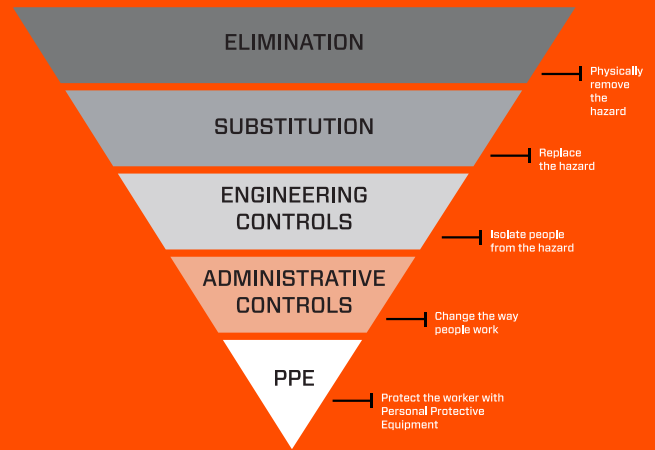 ELIMINATION
Physically
remove
the
hazard
SUBSTITUTION
Replace
the hazard
ENGINEERING
CONTROLS
Isolate people
from the hazard
ADMINISTRATIVE
CONTROLS
Change the way
people work
PPE
Protect the worker with
Personal Protective
Equipment